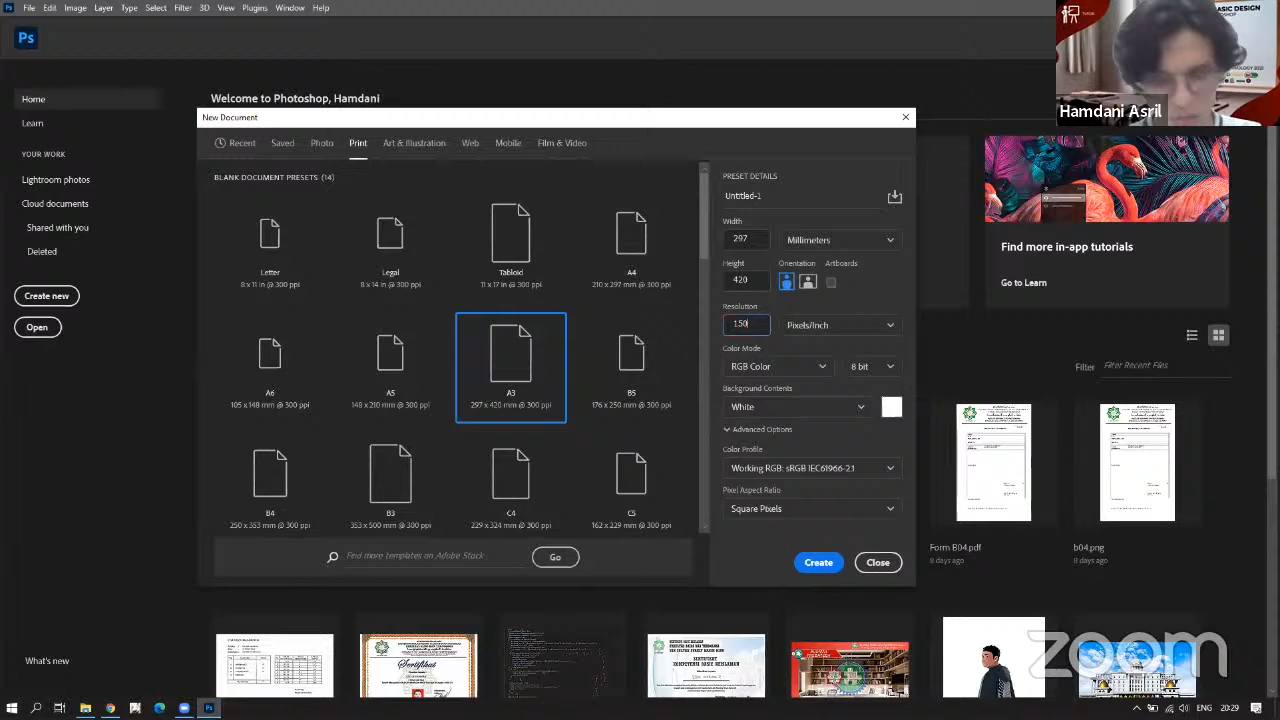 Ps File Edit Image Layer Type Select Filter 3D View Plugins Window Help
Ps
BASIC DESIGN
Hamdani Asril
Home
Learn
YOUR WORK
Lightroom photos
Cloud documents
Shared with you
Deleted
Create new
Open
What's new
Welcome to Photoshop, Hamdani
New Document
Recent Saved Photo Print Art & Illustration Web Mobile Film & Video
BLANK DOCUMENT PRESETS (14)
Letter
8 x 11 in @ 300 ppi
Legal
8 x 14 in @ 300 ppi
Tabloid
11 x 17 in @ 300 ppi
A4
210 x 297 mm @ 300 ppi
A6
105 x 148 mm @ 300 ppi
A5
148 x 210 mm @ 300 ppi
A3
297 x 420 mm @ 300 ppi
B5
176 x 250 mm @ 300 ppi
B4
250 x 353 mm @ 300 ppi
B3
353 x 500 mm @ 300 ppi
C4
229 x 324 mm @ 300 ppi
C5
162 x 229 mm @ 300 ppi
Find more templates on Adobe Stock
Go
PRESET DETAILS
Untitled-1
Width
297 Millimeters
Height Orientation Artboards
420
Resolution
150 Pixels/Inch
Color Mode
RGB Color 8 bit
Background Contents
White
Advanced Options
Color Profile
Working RGB: sRGB IEC61966-2.1
Pixel Aspect Ratio
Square Pixels
Create Close
Find more in-app tutorials
Go to Learn
Filter Filter Recent Files
Form B04.pdf
8 days ago
b04.png
8 days ago
zoom
ENG 20:29